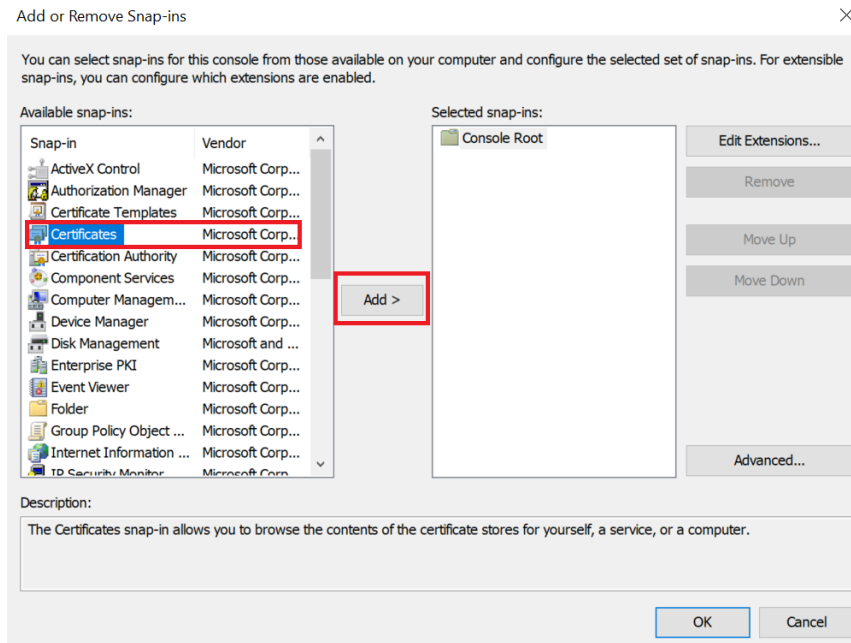 Add or Remove Snap-ins
You can select snap-ins for this console from those available on your computer and configure the selected set of snap-ins. For extensible
snap-ins, you can configure which extensions are enabled.
Available snap-ins:
Snap-in Vendor
ActiveX Control Microsoft Corp...
Authorization Manager Microsoft Corp...
Certificate Templates Microsoft Corp...
Certificates Microsoft Corp...
Certification Authority Microsoft Corp...
Component Services Microsoft Corp...
Computer Managem... Microsoft Corp...
Device Manager Microsoft Corp...
Disk Management Microsoft and ...
Enterprise PKI Microsoft Corp...
Event Viewer Microsoft Corp...
Folder Microsoft Corp...
Group Policy Object ... Microsoft Corp...
Internet Information ... Microsoft Corp...
IP Security Monitor Microsoft Corp
Add >
Selected snap-ins:
Console Root
Edit Extensions...
Remove
Move Up
Move Down
Advanced...
Description:
The Certificates snap-in allows you to browse the contents of the certificate stores for yourself, a service, or a computer.
OK Cancel